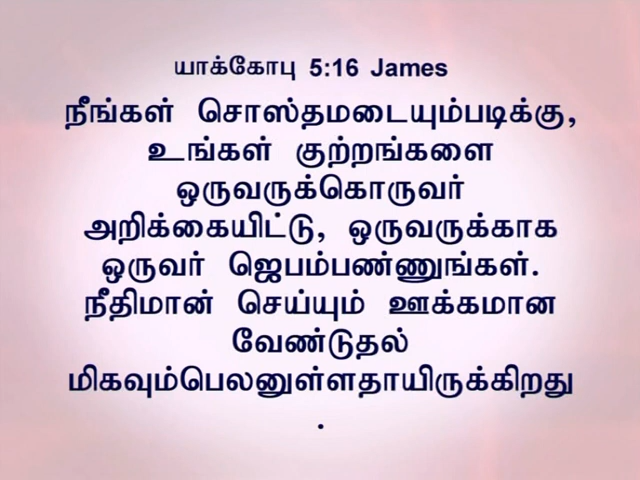 யாக்கோபு 5:16 James
நீங்கள் சொஸ்தமடையும்படிக்கு,
உங்கள் குற்றங்களை
ஒருவருக்கொருவர்
அறிக்கையிட்டு, ஒருவருக்காக
ஒருவர் ஜெபம்பண்ணுங்கள்.
நீதிமான் செய்யும் ஊக்கமான
வேண்டுதல்
மிகவும்பெலனுள்ளதாயிருக்கிறது
.